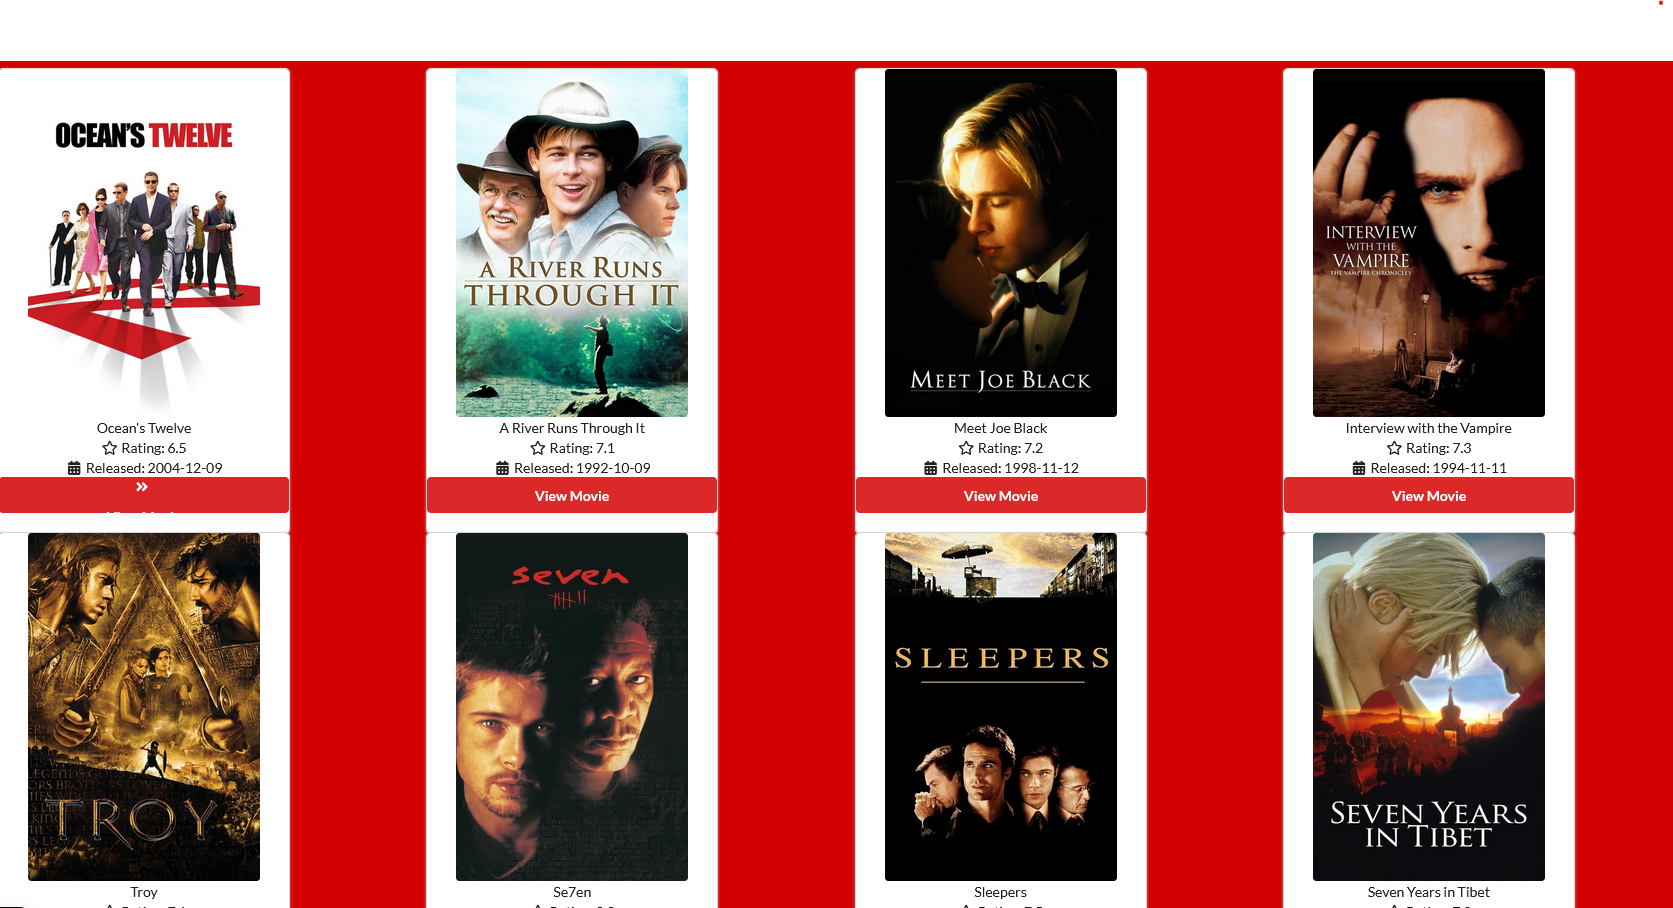 OCEAN'S TWELVE
A RIVER RUNS
THROUGH IT
MEET JOE BLACK
INTERVIEW
WITH THE
VAMPIRE
THE VAMPIRE CHRONICLES
Ocean's Twelve
Rating: 6.5
Released: 2004-12-09
A River Runs Through It
Rating: 7.1
Released: 1992-10-09
View Movie
Meet Joe Black
Rating: 7.2
Released: 1998-11-12
View Movie
Interview with the Vampire
Rating: 7.3
Released: 1994-11-11
View Movie
TROY
seven
SLEEPERS
SEVEN YEARS
IN TIBET
Troy
Se7en
Sleepers
Seven Years in Tibet